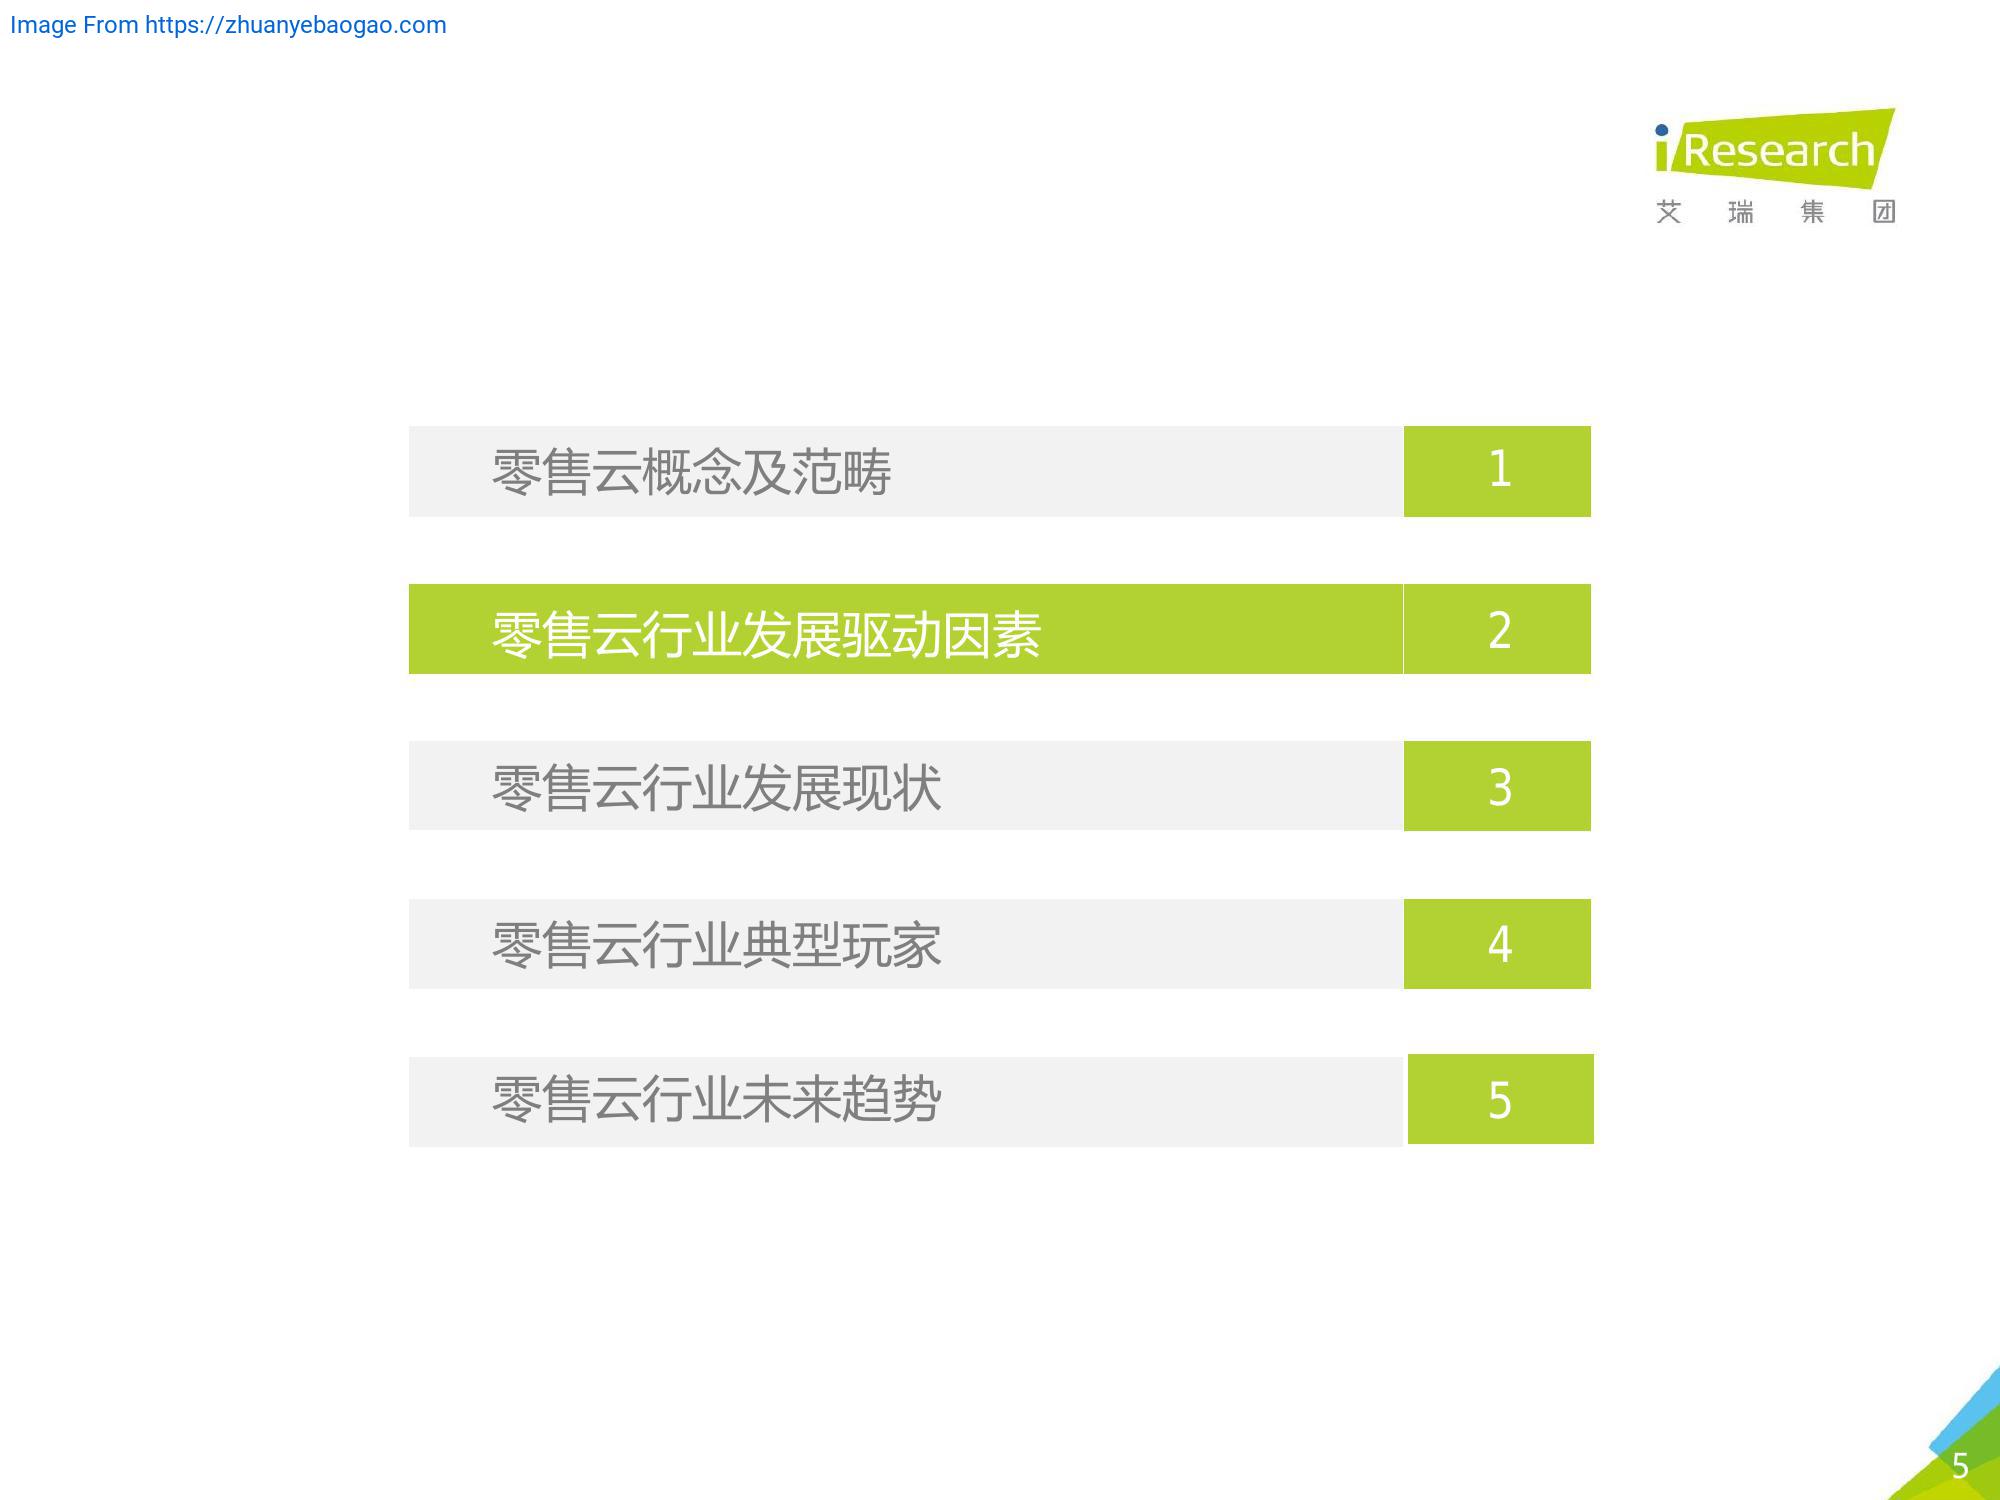 Image From https://zhuanyebaogao.com
iResearch
艾瑞集团
零售云概念及范畴 1
零售云行业发展驱动因素 2
零售云行业发展现状 3
零售云行业典型玩家 4
零售云行业未来趋势 5
5